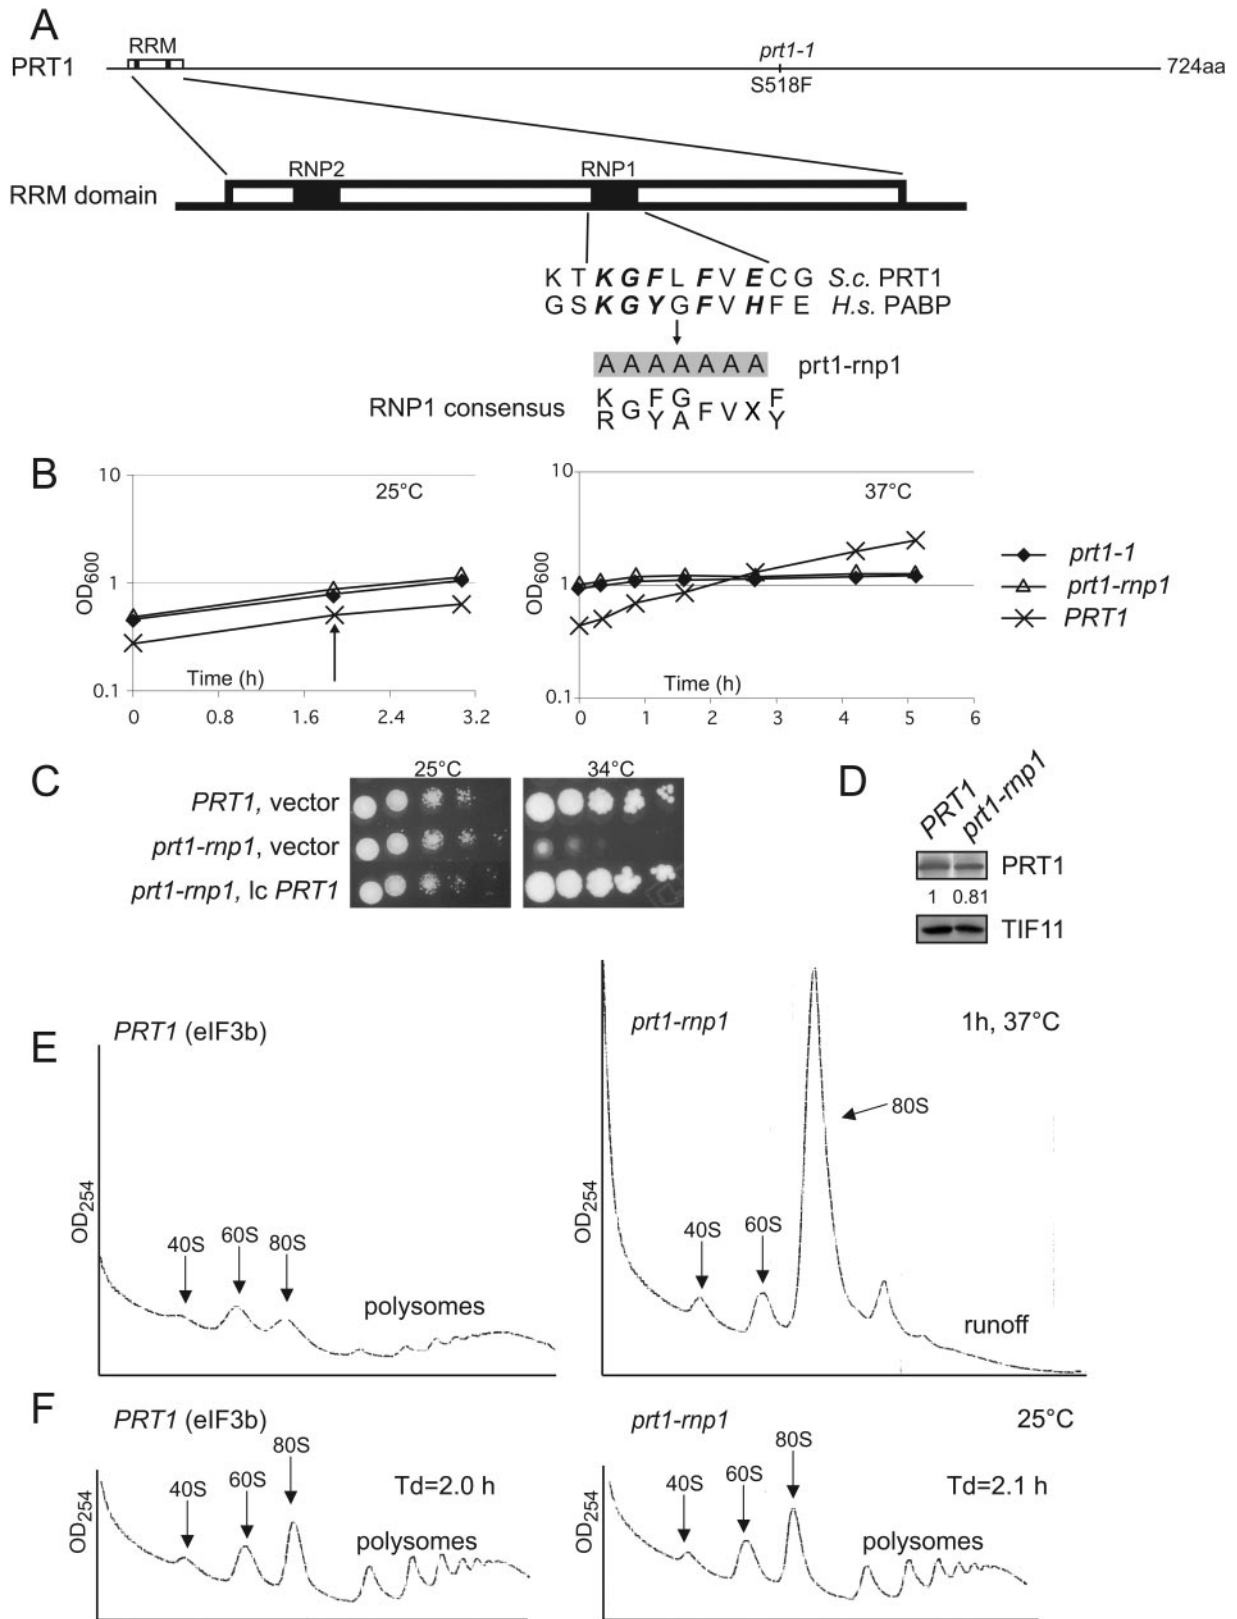 A
RRM
prt1-1
PRT1
724aa
S518F
RNP2
RNP1
RRM domain
K T K G F L F V E C G S.c. PRT1
G S K G Y G F V H F E H.s. PABP
A A A A A A A prt1-rnp1
RNP1 consensus
K F G F
G F V X
R Y A Y
B
10
25°C
OD600
1
Time (h)
0.1
0 0.8 1.6 2.4 3.2
10
37°C
OD600
1
Time (h)
0.1
0 1 2 3 4 5 6
prt1-1
prt1-rnp1
PRT1
C
25°C 34°C
PRT1, vector
prt1-rnp1, vector
prt1-rnp1, lc PRT1
D
PRT1 prt1-rnp1
PRT1
1 0.81
TIF11
E
PRT1 (eIF3b)
OD254
40S 60S 80S
polysomes
prt1-rnp1
1h, 37°C
80S
OD254
40S 60S
runoff
F
PRT1 (eIF3b)
80S
60S
40S
Td=2.0 h
OD254
polysomes
prt1-rnp1
25°C
80S
60S
40S
Td=2.1 h
OD254
polysomes